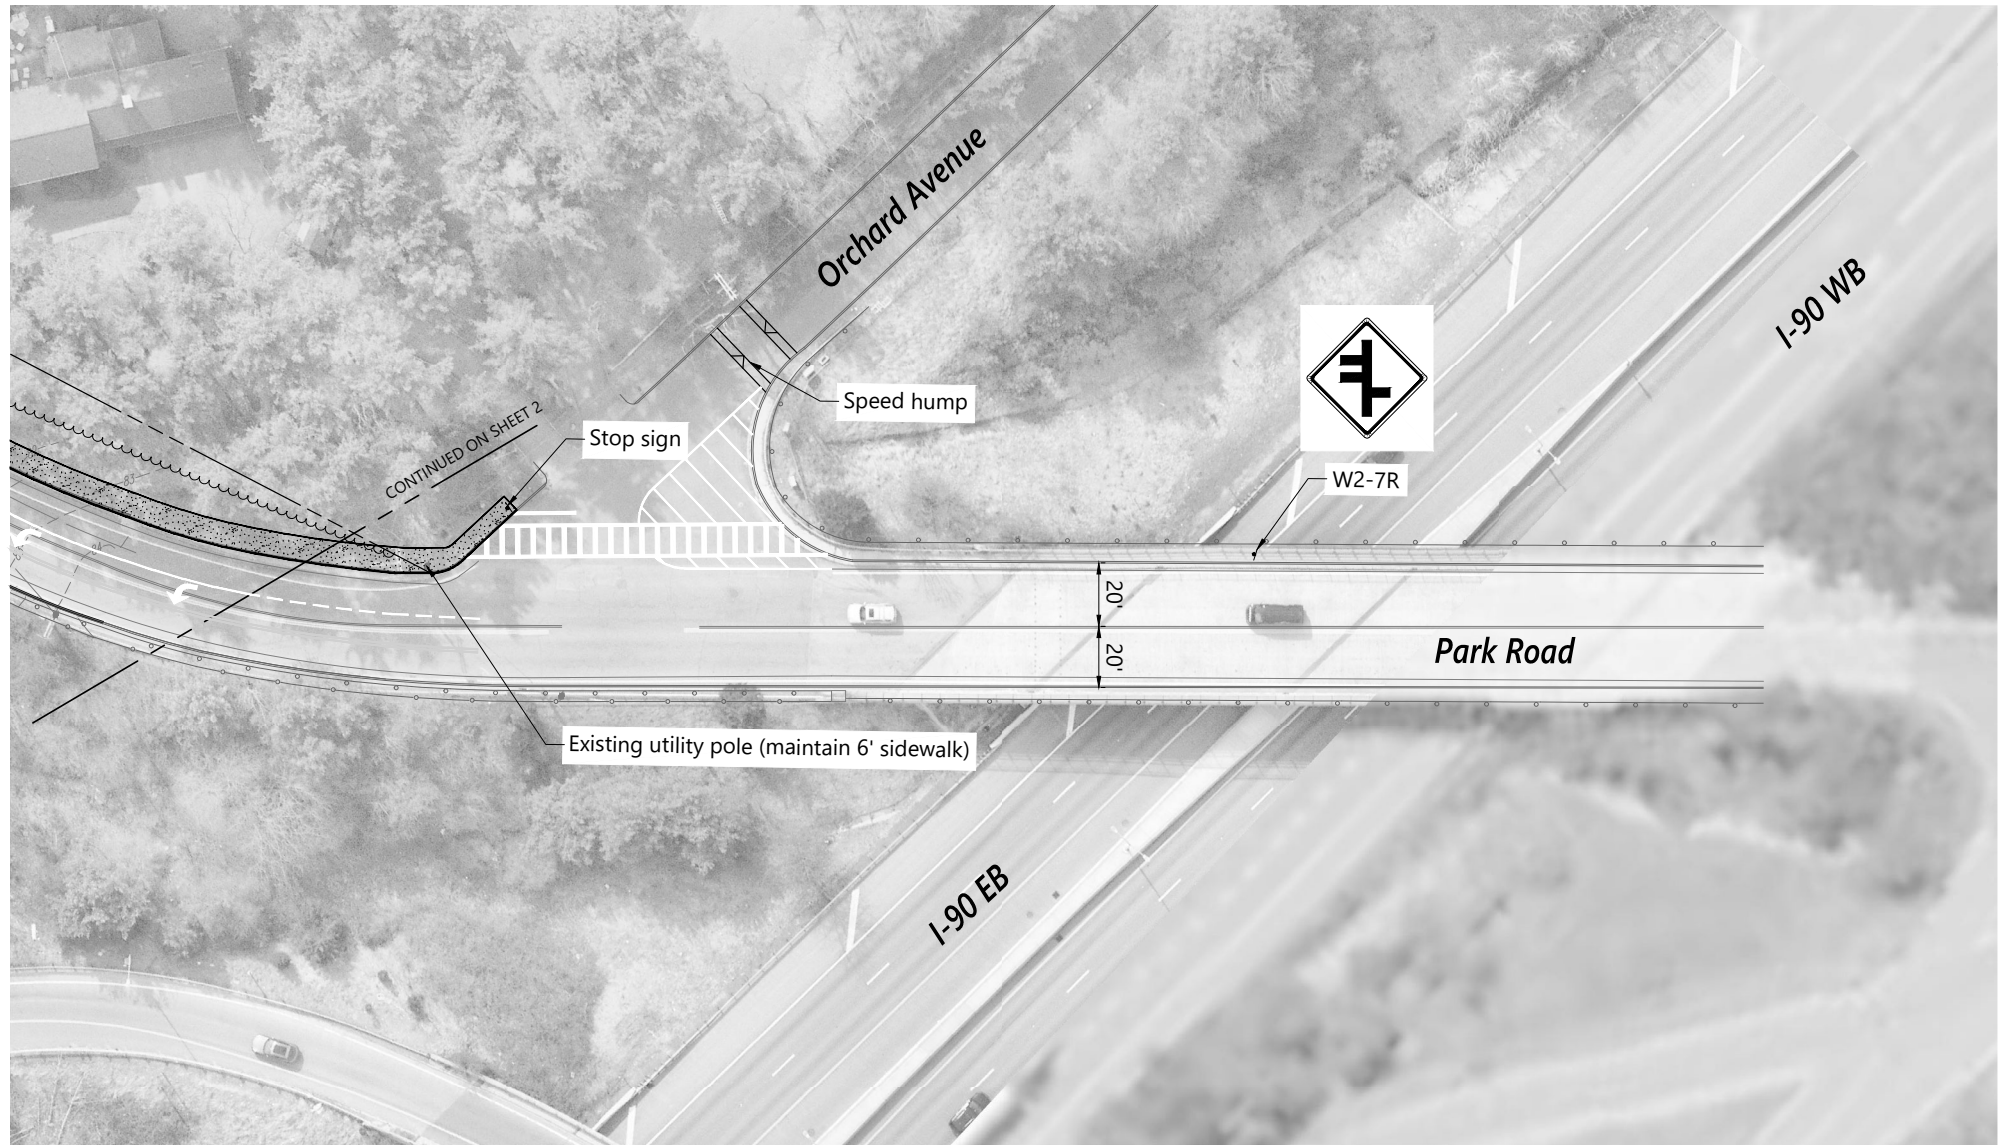 Orchard Avenue
I-90 WB
Speed hump
CONTINUED ON SHEET 2
Stop sign
W2-7R
20'
20'
Park Road
Existing utility pole (maintain 6' sidewalk)
I-90 EB